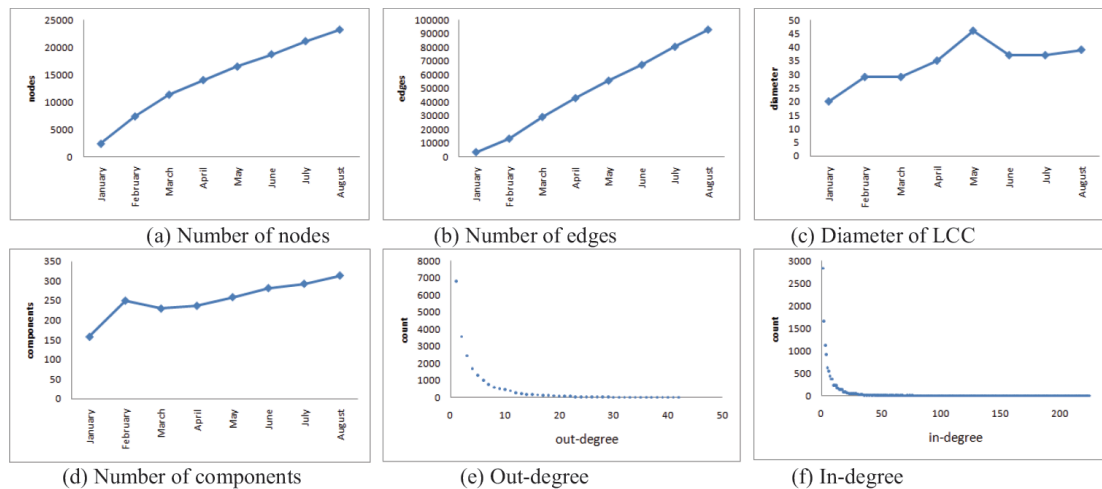 25000
20000
15000
10000
5000
0
nodes
January
February
March
April
May
June
July
August
(a) Number of nodes
100000
90000
80000
70000
60000
50000
40000
30000
20000
10000
0
edges
January
February
March
April
May
June
July
August
(b) Number of edges
50
45
40
35
30
25
20
15
10
5
0
diameter
January
February
March
April
May
June
July
August
(c) Diameter of LCC
350
300
250
200
150
100
50
0
components
January
February
March
April
May
June
July
August
(d) Number of components
8000
7000
6000
5000
4000
3000
2000
1000
0
count
0 10 20 30 40 50
out-degree
(e) Out-degree
3000
2500
2000
1500
1000
500
0
count
0 50 100 150 200
in-degree
(f) In-degree